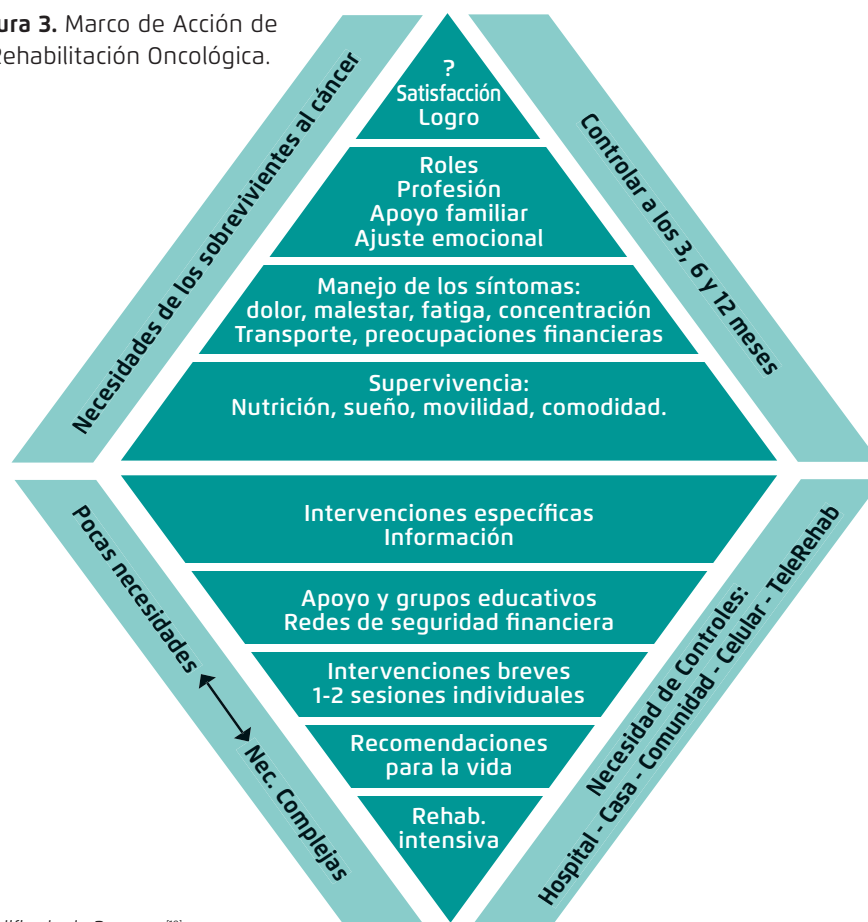 ura 3. Marco de Acción de
Rehabilitación Oncológica.
Necesidades de los sobrevivientes al cáncer
?
Satisfacción
Logro
Controlar a los 3, 6 y 12 meses
Roles
Profesión
Apoyo familiar
Ajuste emocional
Manejo de los síntomas:
dolor, malestar, fatiga, concentración
Transporte, preocupaciones financieras
Supervivencia:
Nutrición, sueño, movilidad, comodidad.
Intervenciones específicas
Información
Apoyo y grupos educativos
Redes de seguridad financiera
Intervenciones breves
1-2 sesiones individuales
Recomendaciones
para la vida
Rehab.
intensiva
Pocas necesidades
Nec. Complejas
Necesidad de Controles:
Hospital - Casa - Comunidad - Celular - TeleRehab